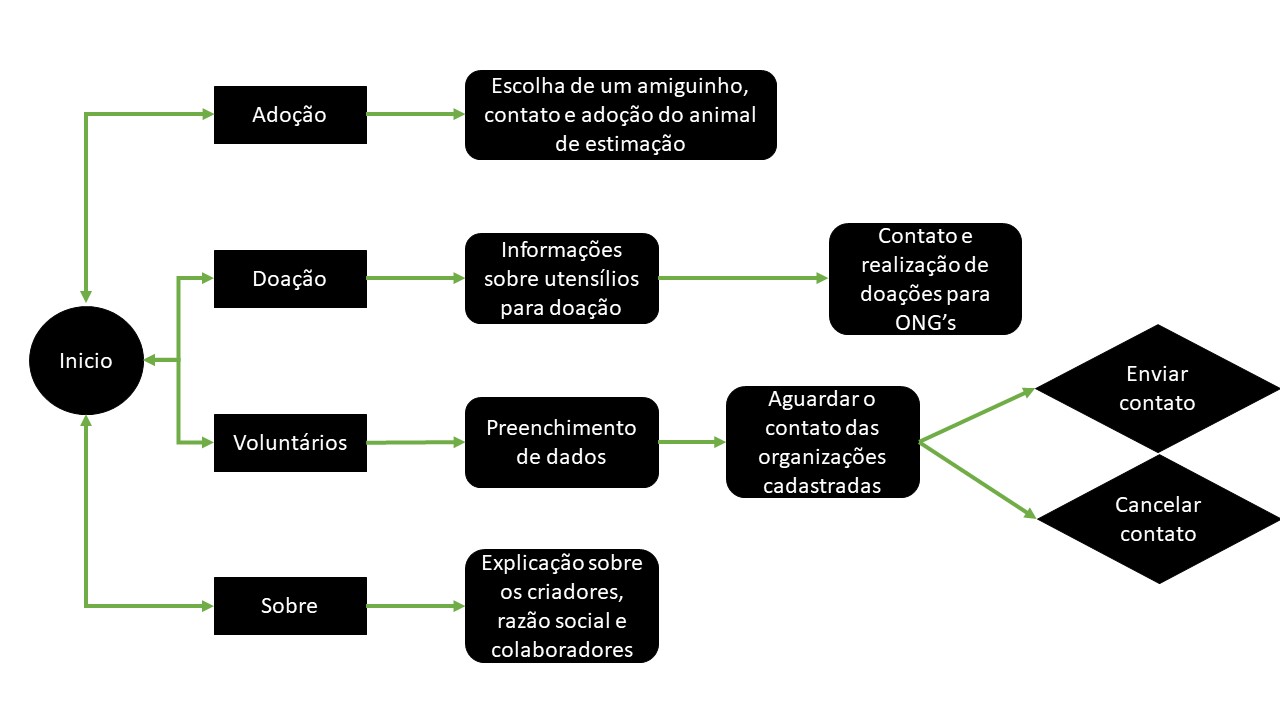 Adoção
Escolha de um amiguinho,
contato e adoção do animal
de estimação
Doação
Informações
sobre utensílios
para doação
Contato e
realização de
doações para
ONG’s
Inicio
Voluntários
Preenchimento
de dados
Aguardar o
contato das
organizações
cadastradas
Enviar
contato
Cancelar
contato
Sobre
Explicação sobre
os criadores,
razão social e
colaboradores